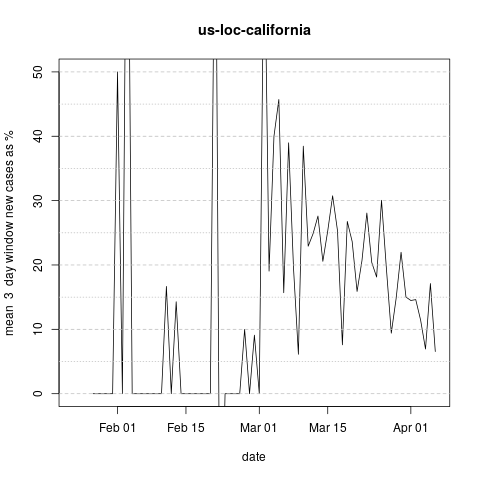 us-loc-california
mean 3 day window new cases as %
50
40
30
20
10
0
Feb 01 Feb 15 Mar 01 Mar 15 Apr 01
date